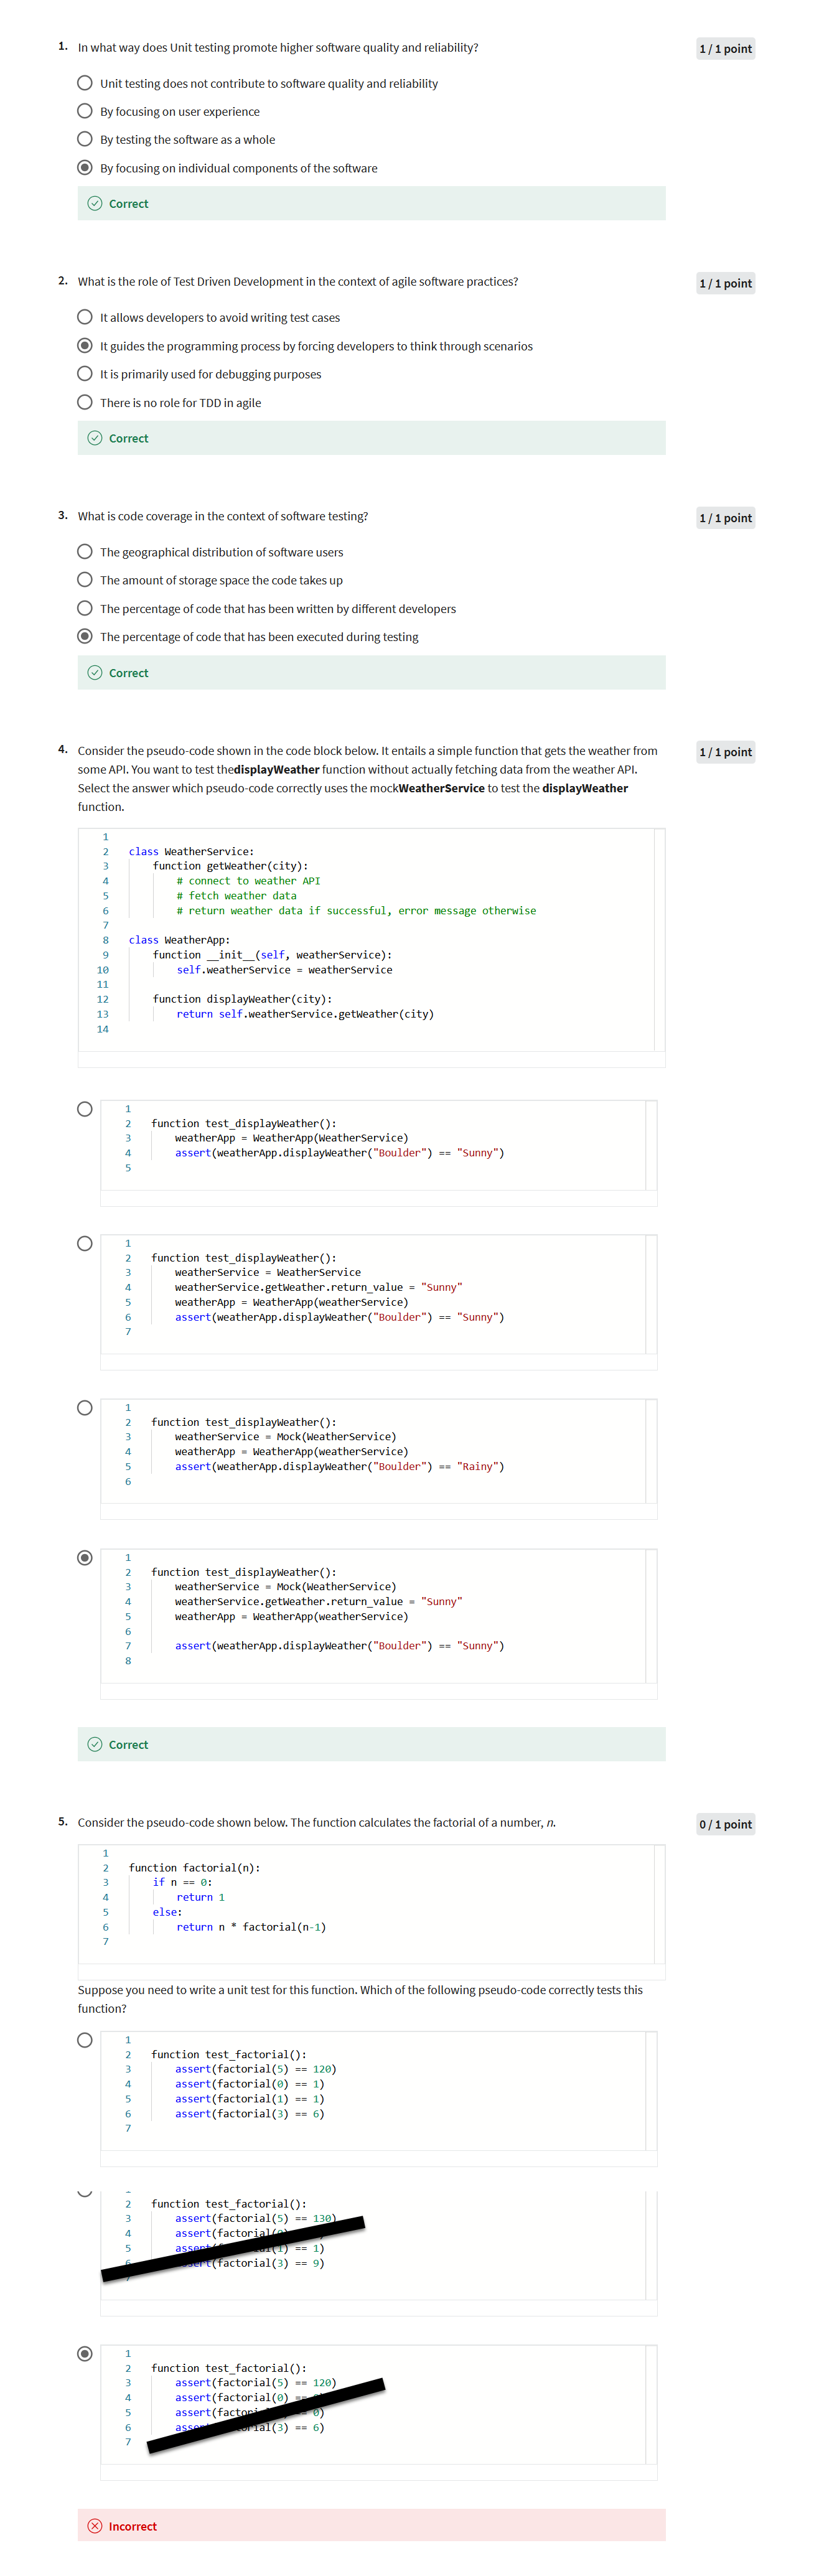 1. In what way does Unit testing promote higher software quality and reliability?
1 / 1 point
Unit testing does not contribute to software quality and reliability
By focusing on user experience
By testing the software as a whole
By focusing on individual components of the software
Correct
2. What is the role of Test Driven Development in the context of agile software practices?
1 / 1 point
It allows developers to avoid writing test cases
It guides the programming process by forcing developers to think through scenarios
It is primarily used for debugging purposes
There is no role for TDD in agile
Correct
3. What is code coverage in the context of software testing?
1 / 1 point
The geographical distribution of software users
The amount of storage space the code takes up
The percentage of code that has been written by different developers
The percentage of code that has been executed during testing
Correct
4. Consider the pseudo-code shown in the code block below. It entails a simple function that gets the weather from
1 / 1 point
some API. You want to test thedisplayWeather function without actually fetching data from the weather API.
Select the answer which pseudo-code correctly uses the mockWeatherService to test the displayWeather
function.
1
2 class WeatherService:
3 function getWeather(city):
4 # connect to weather API
5 # fetch weather data
6 # return weather data if successful, error message otherwise
7
8 class WeatherApp:
9 function __init__(self, weatherService):
10 self.weatherService = weatherService
11
12 function displayWeather(city):
13 return self.weatherService.getWeather(city)
14
1
2 function test_displayWeather():
3 weatherApp = WeatherApp(WeatherService)
4 assert(weatherApp.displayWeather("Boulder") == "Sunny")
5
1
2 function test_displayWeather():
3 weatherService = WeatherService
4 weatherService.getWeather.return_value = "Sunny"
5 weatherApp = WeatherApp(weatherService)
6 assert(weatherApp.displayWeather("Boulder") == "Sunny")
7
1
2 function test_displayWeather():
3 weatherService = Mock(WeatherService)
4 weatherApp = WeatherApp(weatherService)
5 assert(weatherApp.displayWeather("Boulder") == "Rainy")
6
1
2 function test_displayWeather():
3 weatherService = Mock(WeatherService)
4 weatherService.getWeather.return_value = "Sunny"
5 weatherApp = WeatherApp(weatherService)
6
7 assert(weatherApp.displayWeather("Boulder") == "Sunny")
8
Correct
5. Consider the pseudo-code shown below. The function calculates the factorial of a number, n.
0 / 1 point
1
2 function factorial(n):
3 if n == 0:
4 return 1
5 else:
6 return n * factorial(n-1)
7
Suppose you need to write a unit test for this function. Which of the following pseudo-code correctly tests this
function?
1
2 function test_factorial():
3 assert(factorial(5) == 120)
4 assert(factorial(0) == 1)
5 assert(factorial(1) == 1)
6 assert(factorial(3) == 6)
7
2 function test_factorial():
3 assert(factorial(5) == 130)
4 assert(factorial(
5 == 1)
(factorial(3) == 9)
1
2 function test_factorial():
3 assert(factorial(5) == 120)
4 assert(factorial(0)
5 0)
6 (3) == 6)
7
Incorrect